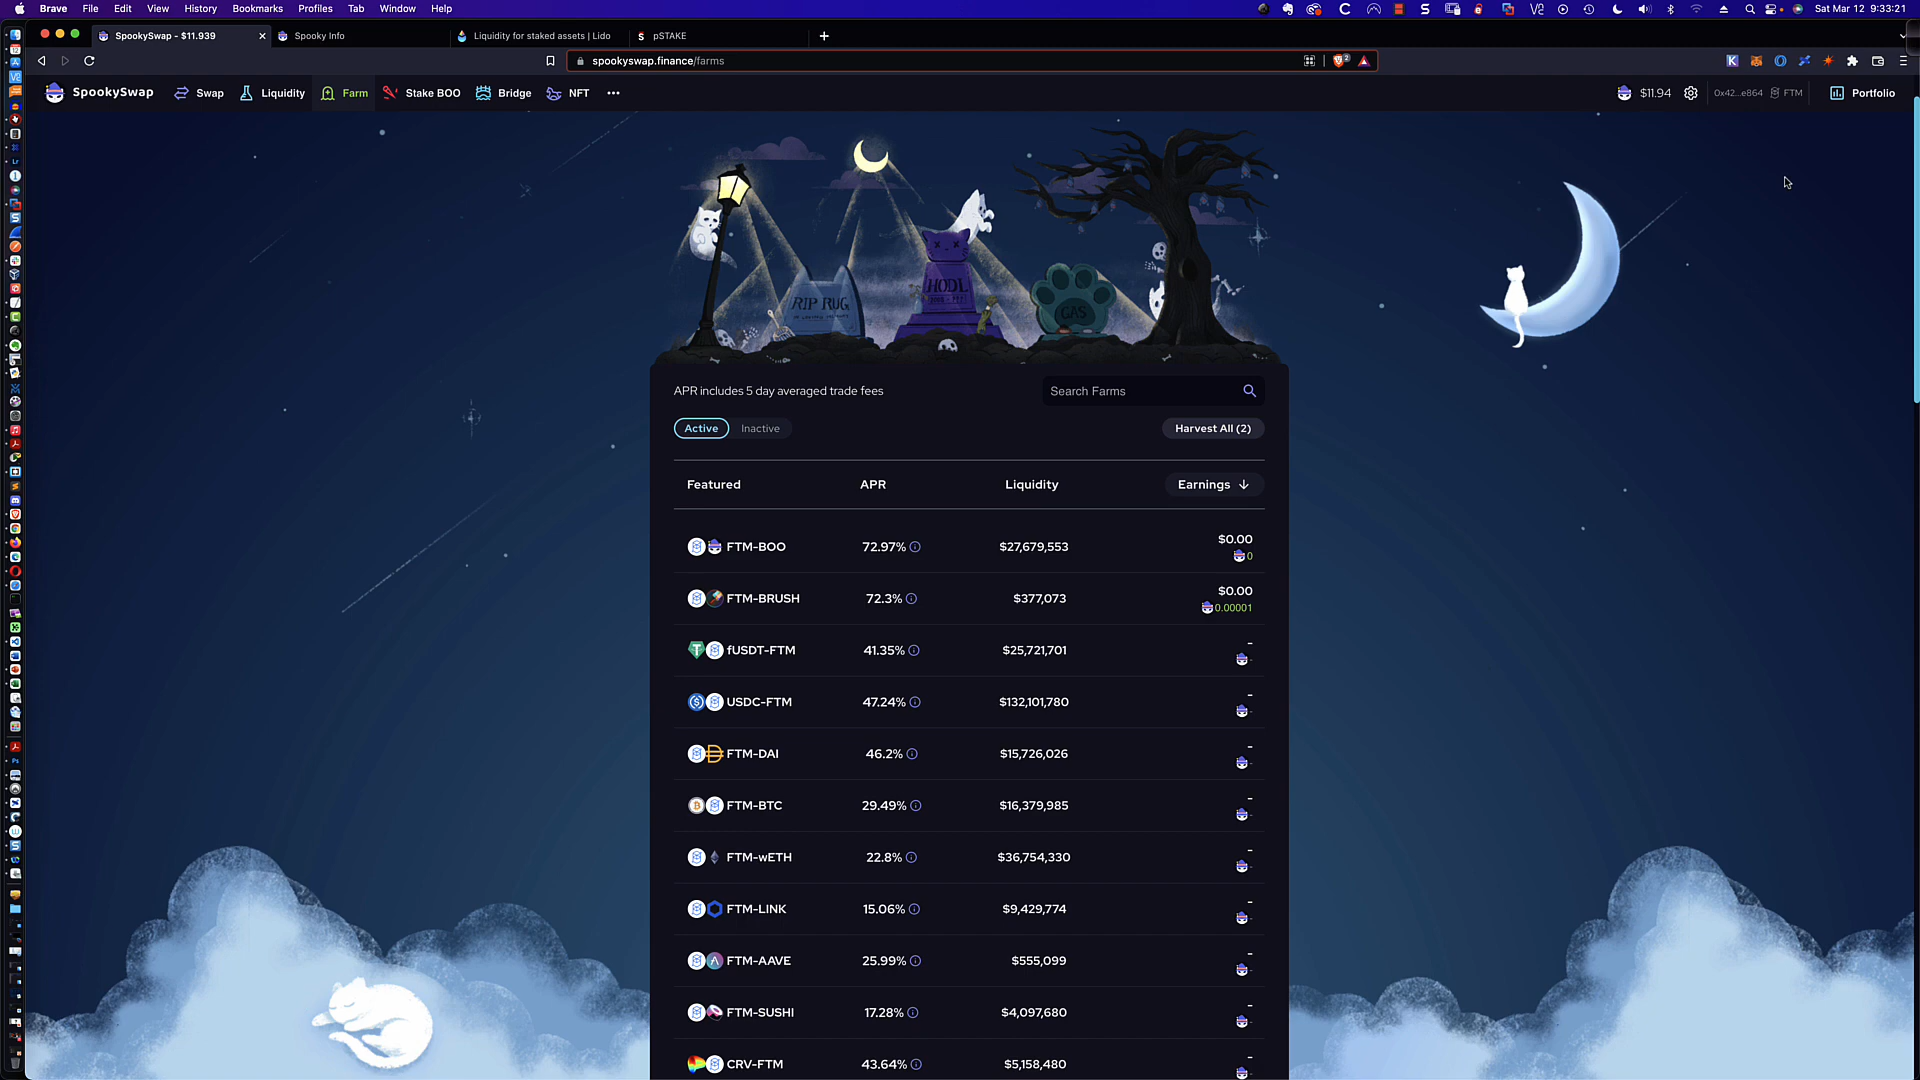 Brave File Edit View History Bookmarks Profiles Tab Window Help Sat Mar 12 9:33:21
SpookySwap - $11.939 Spooky Info Liquidity for staked assets | Lido pSTAKE
spookyswap.finance/farms
SpookySwap Swap Liquidity Farm Stake BOO Bridge NFT $11.94 0x42...e864 FTM Portfolio
RIP RUG
HODL
GAS
APR includes 5 day averaged trade fees Search Farms
Active Inactive Harvest All (2)
Featured APR Liquidity Earnings
FTM-BOO 72.97% $27,679,553 $0.00
0
FTM-BRUSH 72.3% $377,073 $0.00
0.00001
fUSDT-FTM 41.35% $25,721,701 -
-
USDC-FTM 47.24% $132,101,780 -
-
FTM-DAI 46.2% $15,726,026 -
-
FTM-BTC 29.49% $16,379,985 -
-
FTM-wETH 22.8% $36,754,330 -
-
FTM-LINK 15.06% $9,429,774 -
-
FTM-AAVE 25.99% $555,099 -
-
FTM-SUSHI 17.28% $4,097,680 -
-
CRV-FTM 43.64% $5,158,480 -
-